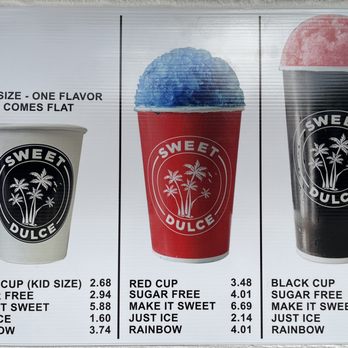 SIZE - ONE FLAVOR
COMES FLAT
SWEET
DULCE
CUP (KID SIZE) 2.68
FREE 2.94
SWEET 5.88
1.60
3.74
SWEET
DULCE
RED CUP 3.48
SUGAR FREE 4.01
MAKE IT SWEET 6.69
JUST ICE 2.14
RAINBOW 4.01
SWEET
DULCE
BLACK CUP
SUGAR FREE
MAKE IT SWEET
JUST ICE
RAINBOW